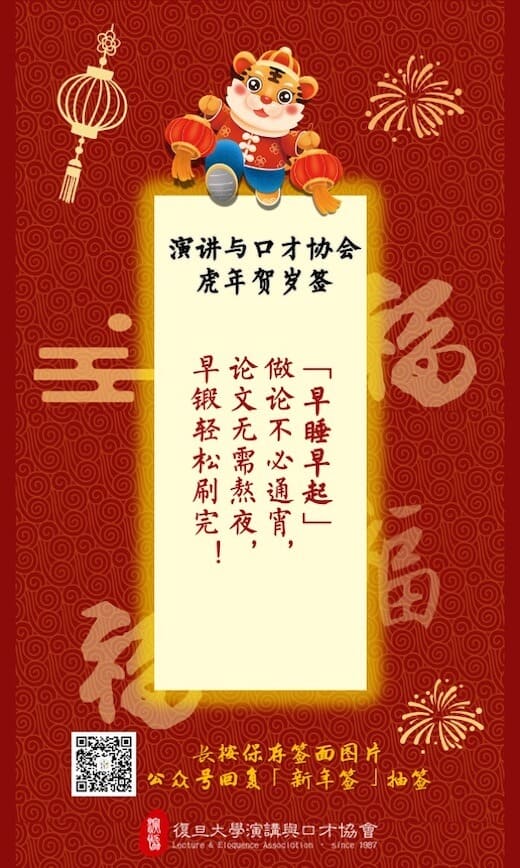 演讲与口才协会
虎年贺岁签
「早睡早起」
做论不必通宵，
论文无需熬夜，
早锻轻松刷完！
福
福
福
长按保存签面图片
公众号回复「新年签」抽签
演协
復旦大學演講與口才協會
Lecture & Eloquence Association · since 1987